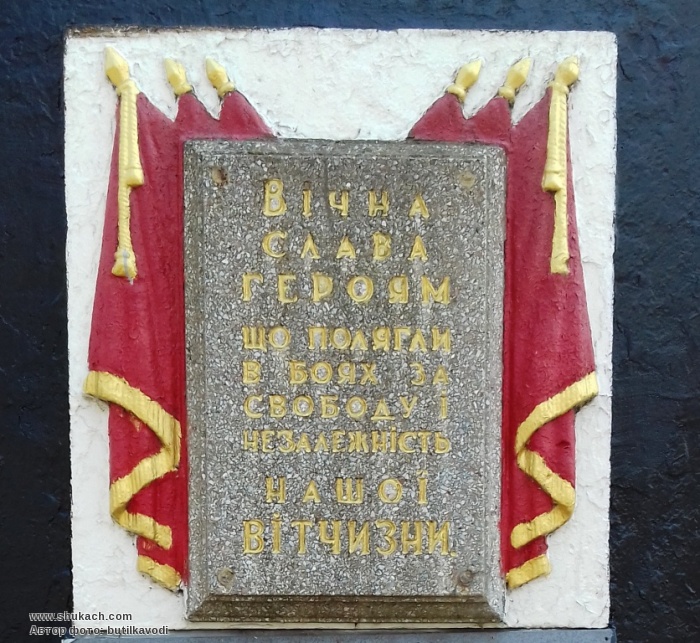 Вічна
слава
героям
що полягли
в боях за
свободу і
незалежність
нашої
вітчизни.
www.shukach.com
Автор фото: butilkavodi